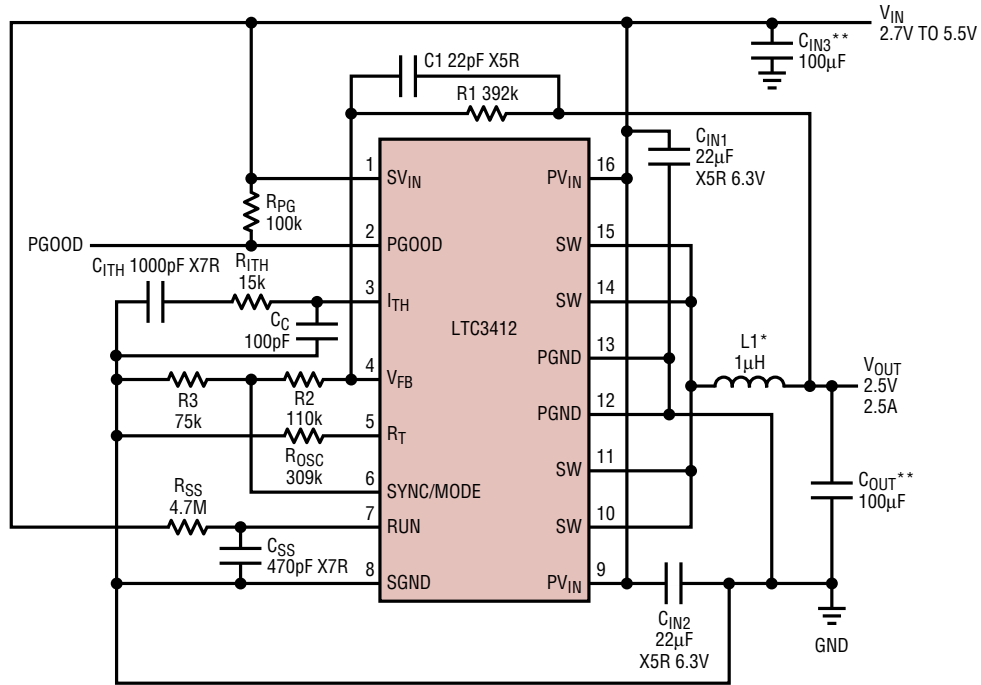 V_IN
2.7V TO 5.5V
C_IN3**
100µF
C1 22pF X5R
R1 392k
C_IN1
22µF
X5R 6.3V
1
SV_IN
16
PV_IN
R_PG
100k
PGOOD
2
PGOOD
15
SW
C_ITH 1000pF X7R
R_ITH
15k
3
I_TH
14
SW
C_C
100pF
LTC3412
13
PGND
L1*
1µH
4
V_FB
V_OUT
2.5V
2.5A
R3
75k
R2
110k
12
PGND
5
R_T
R_OSC
309k
11
SW
6
SYNC/MODE
C_OUT**
100µF
R_SS
4.7M
7
RUN
10
SW
C_SS
470pF X7R
8
SGND
9
PV_IN
C_IN2
22µF
X5R 6.3V
GND